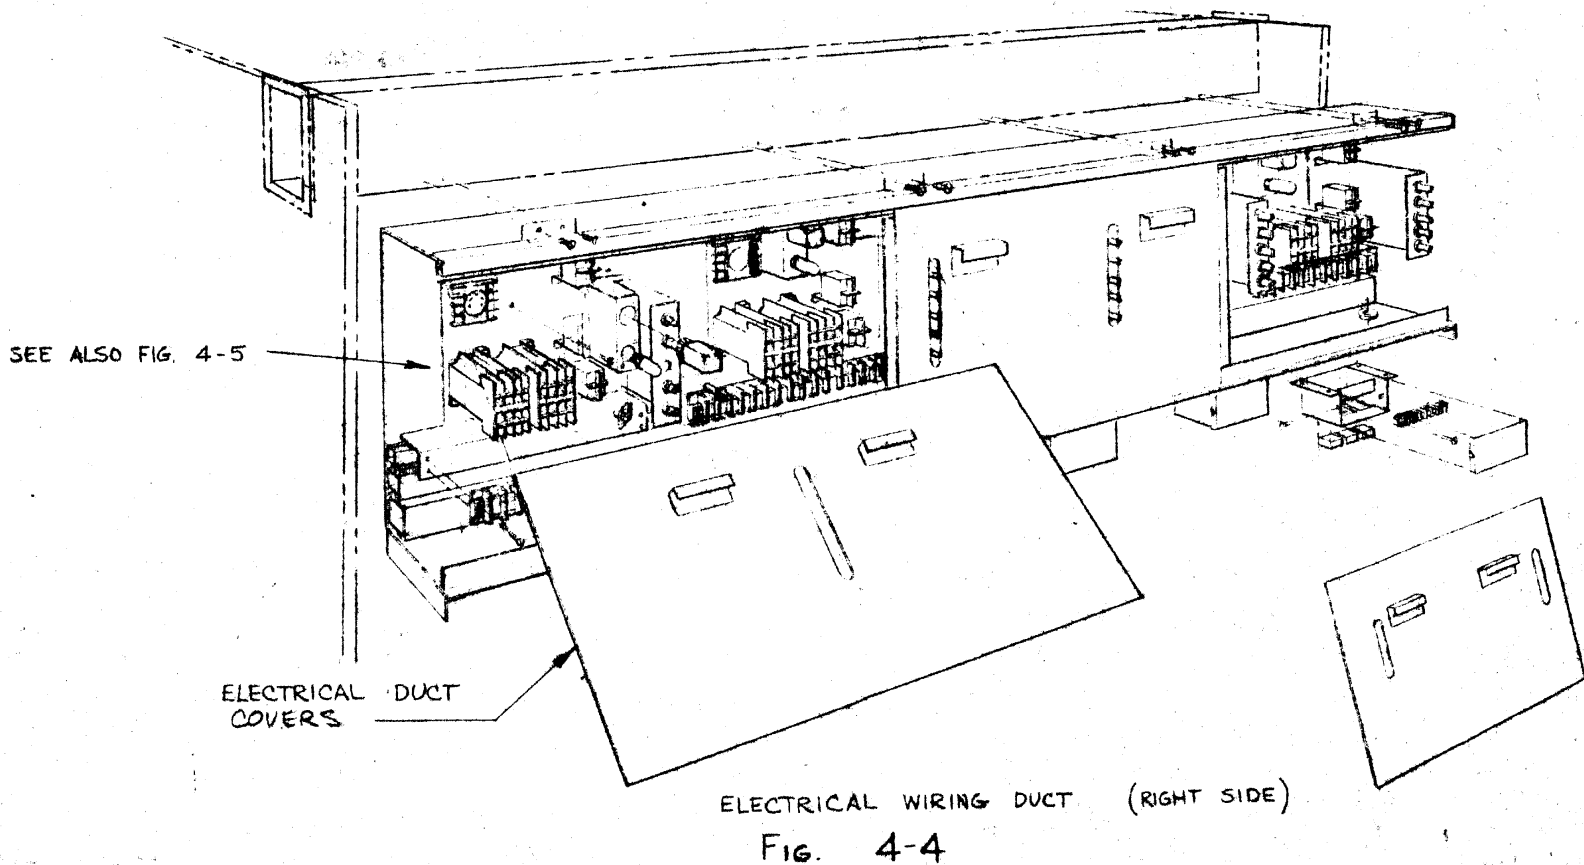 SEE ALSO FIG. 4-5
ELECTRICAL DUCT
COVERS
ELECTRICAL WIRING DUCT (RIGHT SIDE)
FIG. 4-4